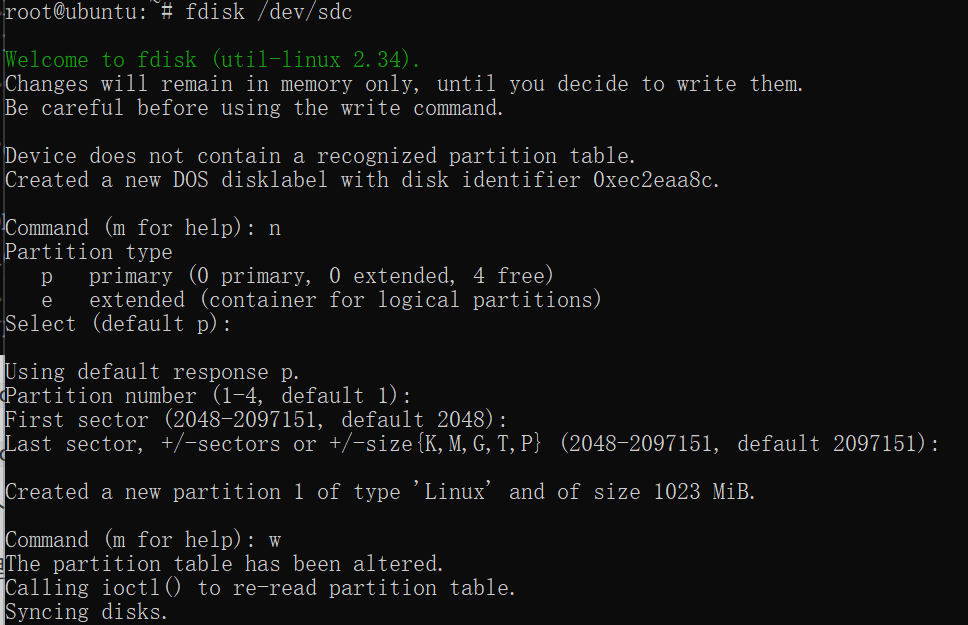 root@ubuntu:~# fdisk /dev/sdc
Welcome to fdisk (util-linux 2.34).
Changes will remain in memory only, until you decide to write them.
Be careful before using the write command.
Device does not contain a recognized partition table.
Created a new DOS disklabel with disk identifier 0xec2eaa8c.
Command (m for help): n
Partition type
   p   primary (0 primary, 0 extended, 4 free)
   e   extended (container for logical partitions)
Select (default p):
Using default response p.
Partition number (1-4, default 1):
First sector (2048-2097151, default 2048):
Last sector, +/-sectors or +/-size{K,M,G,T,P} (2048-2097151, default 2097151):
Created a new partition 1 of type 'Linux' and of size 1023 MiB.
Command (m for help): w
The partition table has been altered.
Calling ioctl() to re-read partition table.
Syncing disks.